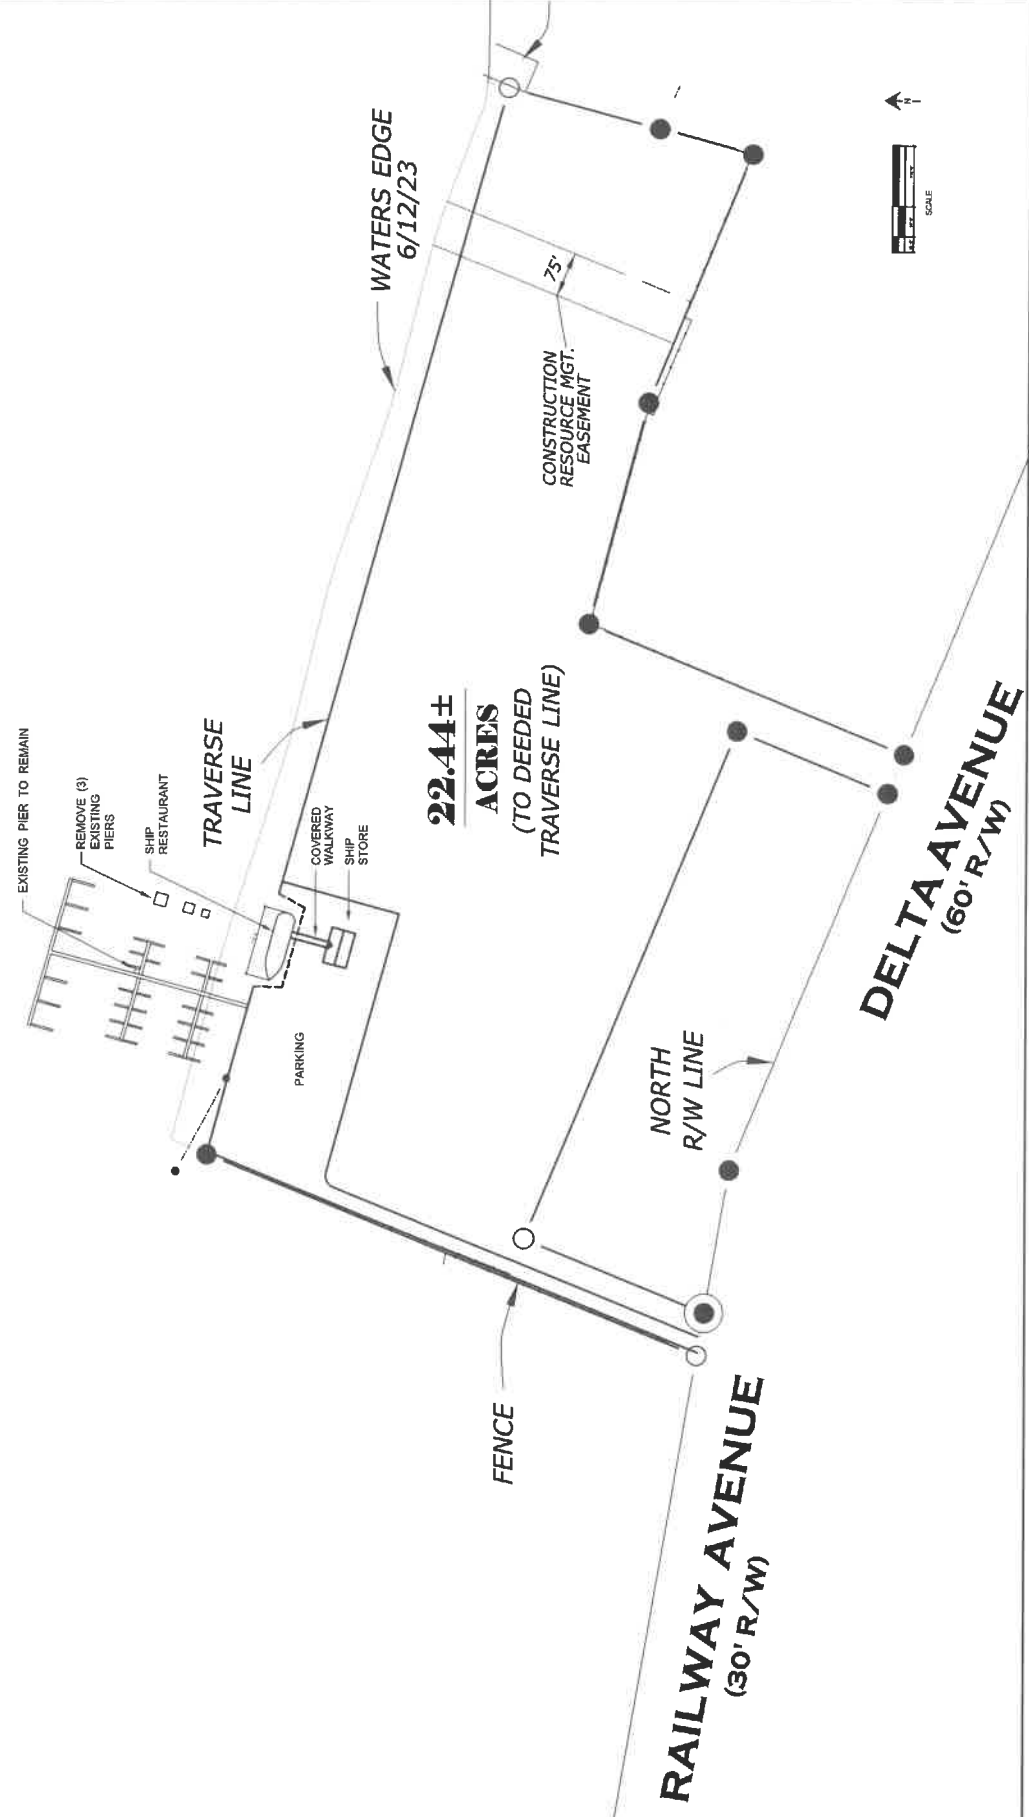 EXISTING PIER TO REMAIN
REMOVE (3)
EXISTING
PIERS
SHIP
RESTAURANT
TRAVERSE
LINE
WATERS EDGE
6/12/23
COVERED
WALKWAY
SHIP
STORE
PARKING
22.44±
ACRES
(TO DEEDED
TRAVERSE LINE)
75'
CONSTRUCTION
RESOURCE MGT.
EASEMENT
N
SCALE
FENCE
NORTH
R/W LINE
DELTA AVENUE
(60' R/W)
RAILWAY AVENUE
(30' R/W)